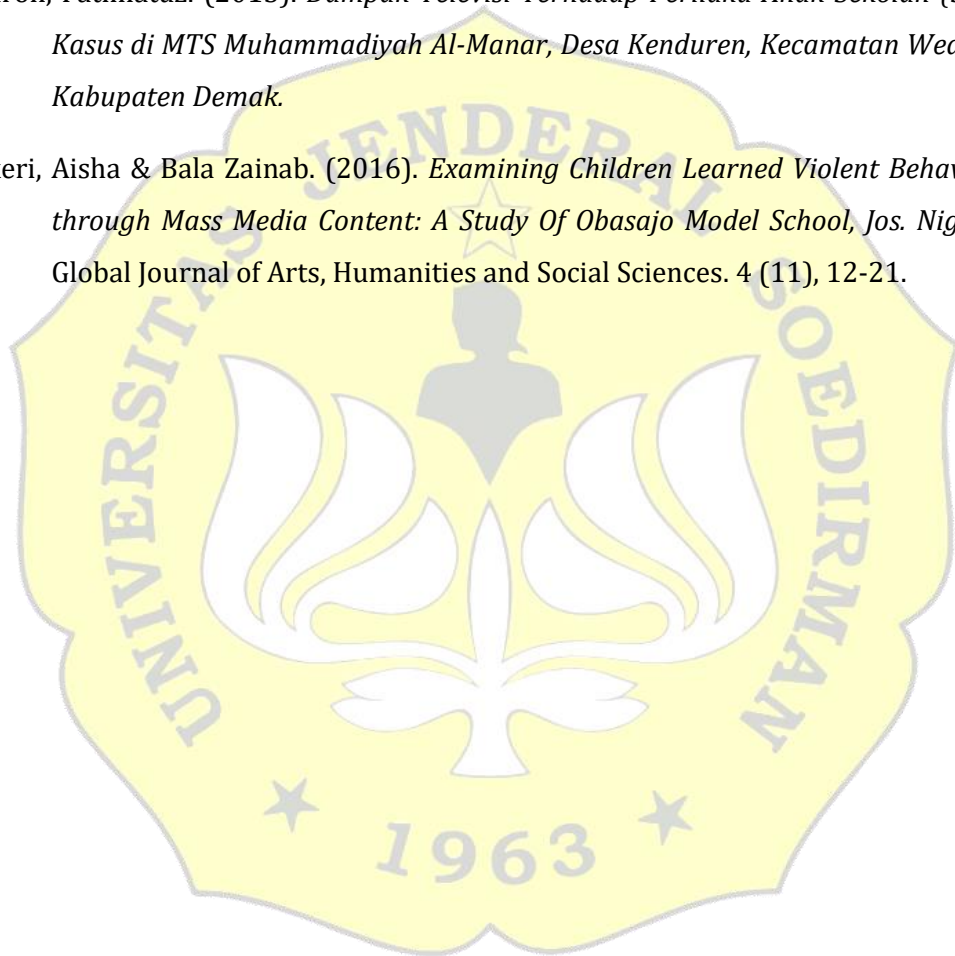 Kasus di MTS Muhammadiyah Al-Manar, Desa Kenduren, Kecamatan
Kabupaten Demak.
Aisha & Bala Zainab. (2016). Examining Children Learned Violent
through Mass Media Content: A Study Of Obasajo Model School, Jos.
Global Journal of Arts, Humanities and Social Sciences. 4 (11), 12-21.
UNIVERSITAS JENDERAL SOEDIRMAN
1963